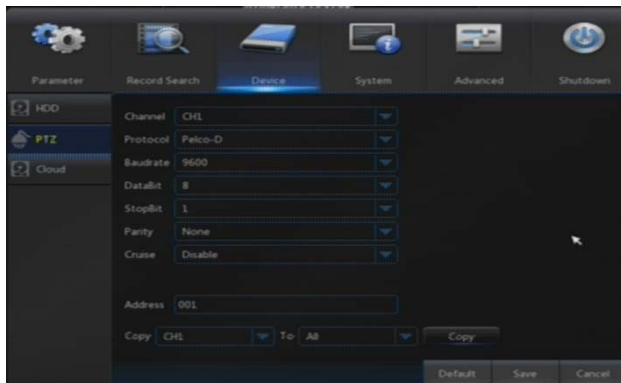 Parameter Record Search Device System Advanced Shutdown
HDD
PTZ
Cloud
Channel CH1
Protocol Pelco-D
Baudrate 9600
DataBit 8
StopBit 1
Parity None
Cruise Disable
Address 001
Copy CH1 To All Copy
Default Save Cancel